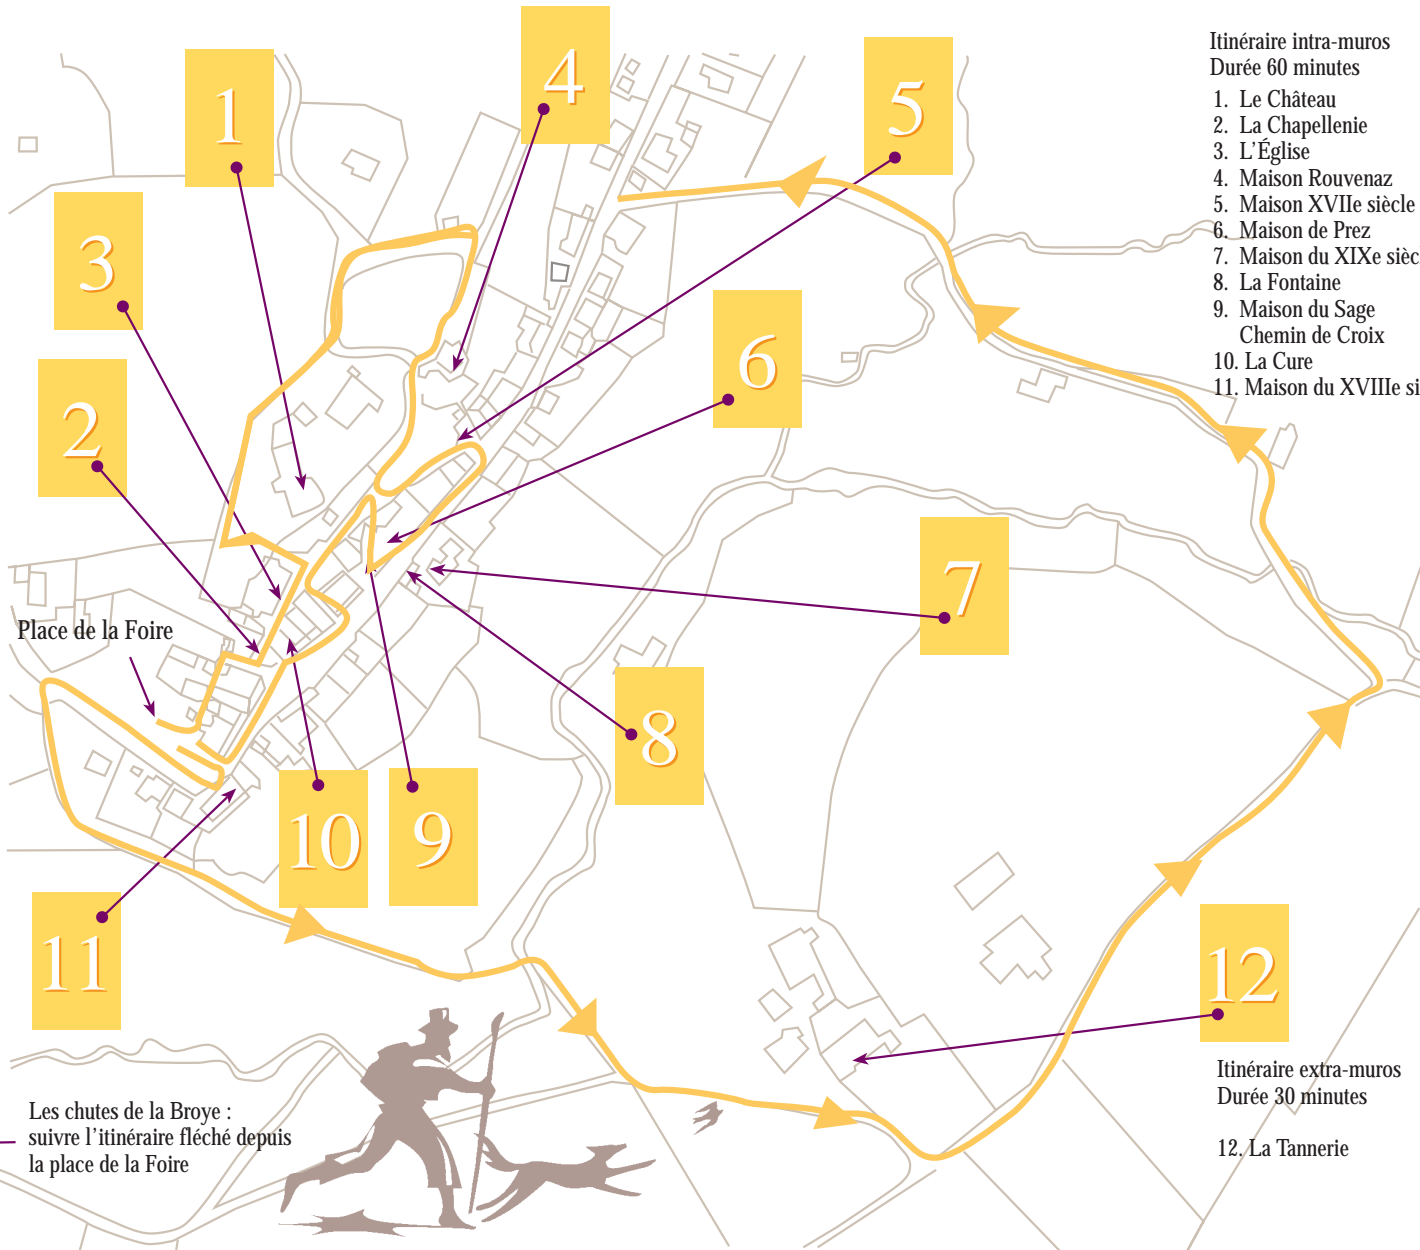 Itinéraire intra-muros
Durée 60 minutes
1. Le Château
2. La Chapellenie
3. L'Église
4. Maison Rouvenaz
5. Maison XVIIe siècle
6. Maison de Prez
7. Maison du XIXe sièc
8. La Fontaine
9. Maison du Sage
Chemin de Croix
10. La Cure
11. Maison du XVIIIe si
1
2
3
4
5
6
7
8
9
10
11
12
Place de la Foire
Les chutes de la Broye :
suivre l'itinéraire fléché depuis
la place de la Foire
Itinéraire extra-muros
Durée 30 minutes
12. La Tannerie